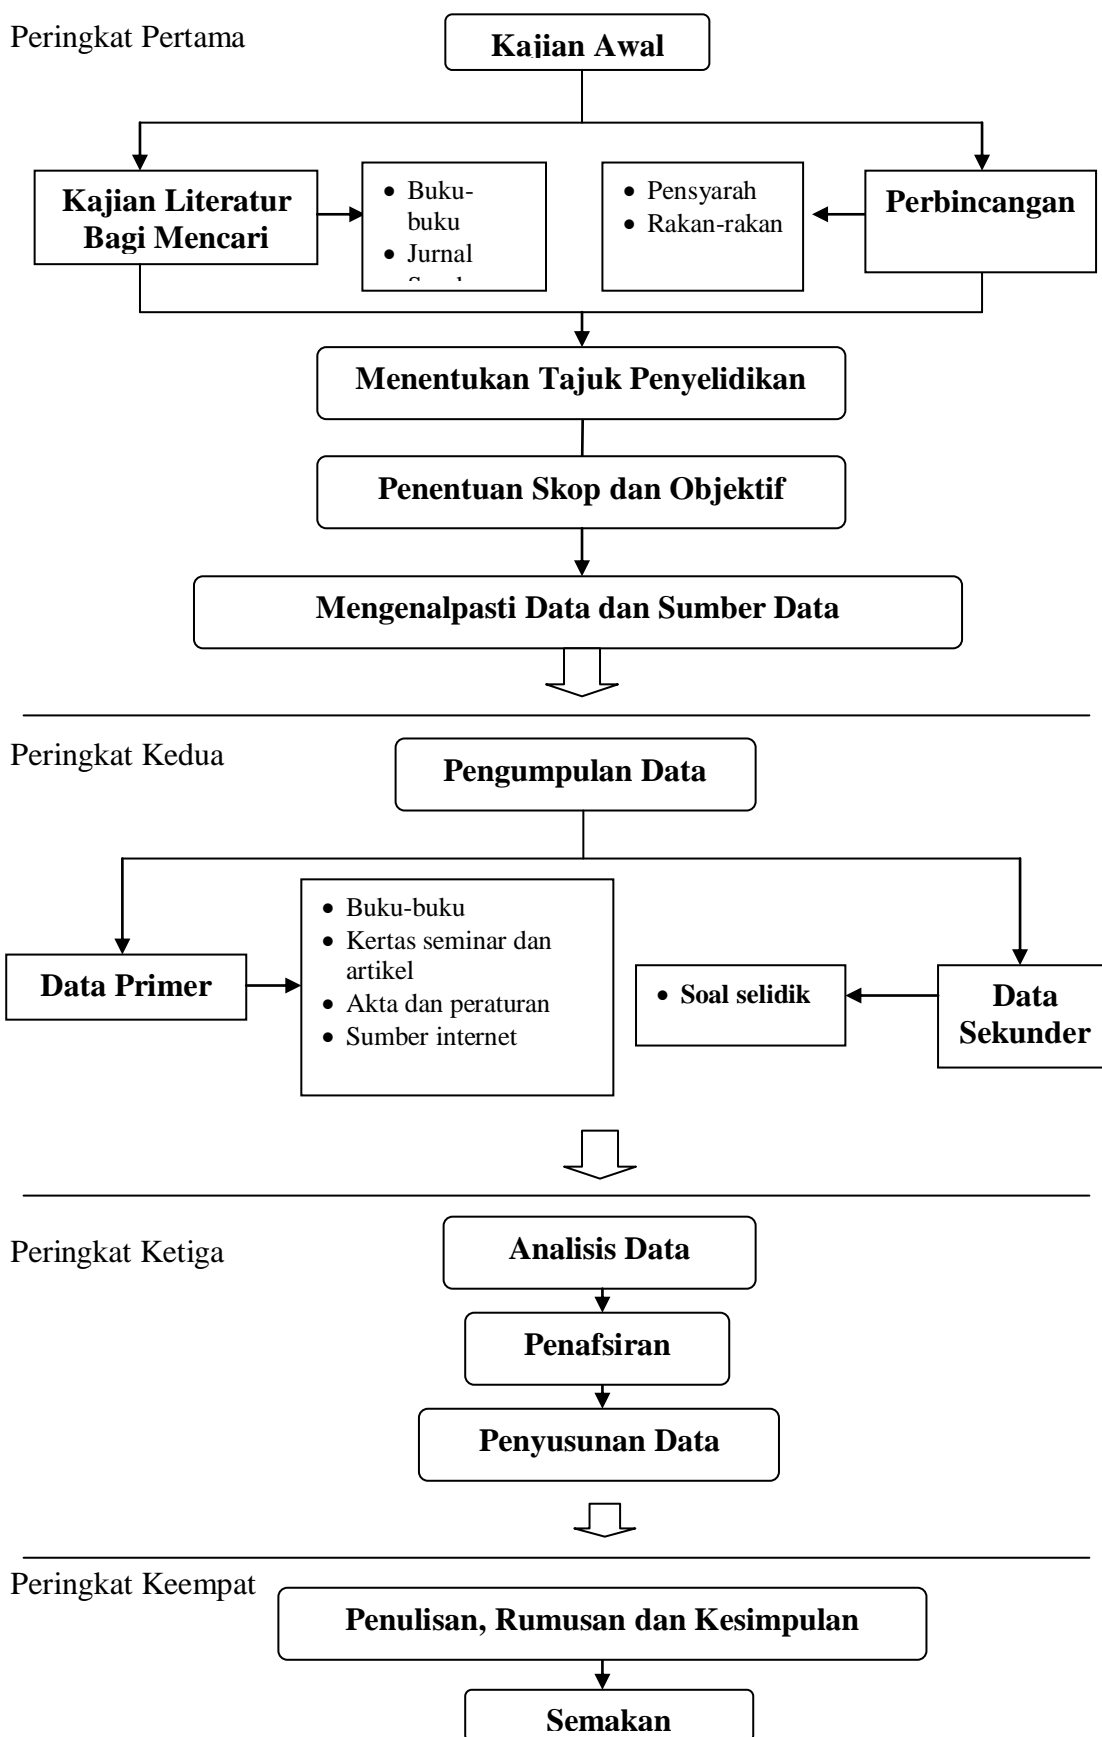 Peringkat Pertama
Kajian Awal
Kajian Literatur
Bagi Mencari
• Buku-
buku
• Jurnal
• Pensyarah
• Rakan-rakan
Perbincangan
Menentukan Tajuk Penyelidikan
Penentuan Skop dan Objektif
Mengenalpasti Data dan Sumber Data
Peringkat Kedua
Pengumpulan Data
Data Primer
• Buku-buku
• Kertas seminar dan
artikel
• Akta dan peraturan
• Sumber internet
• Soal selidik
Data
Sekunder
Peringkat Ketiga
Analisis Data
Penafsiran
Penyusunan Data
Peringkat Keempat
Penulisan, Rumusan dan Kesimpulan
Semakan